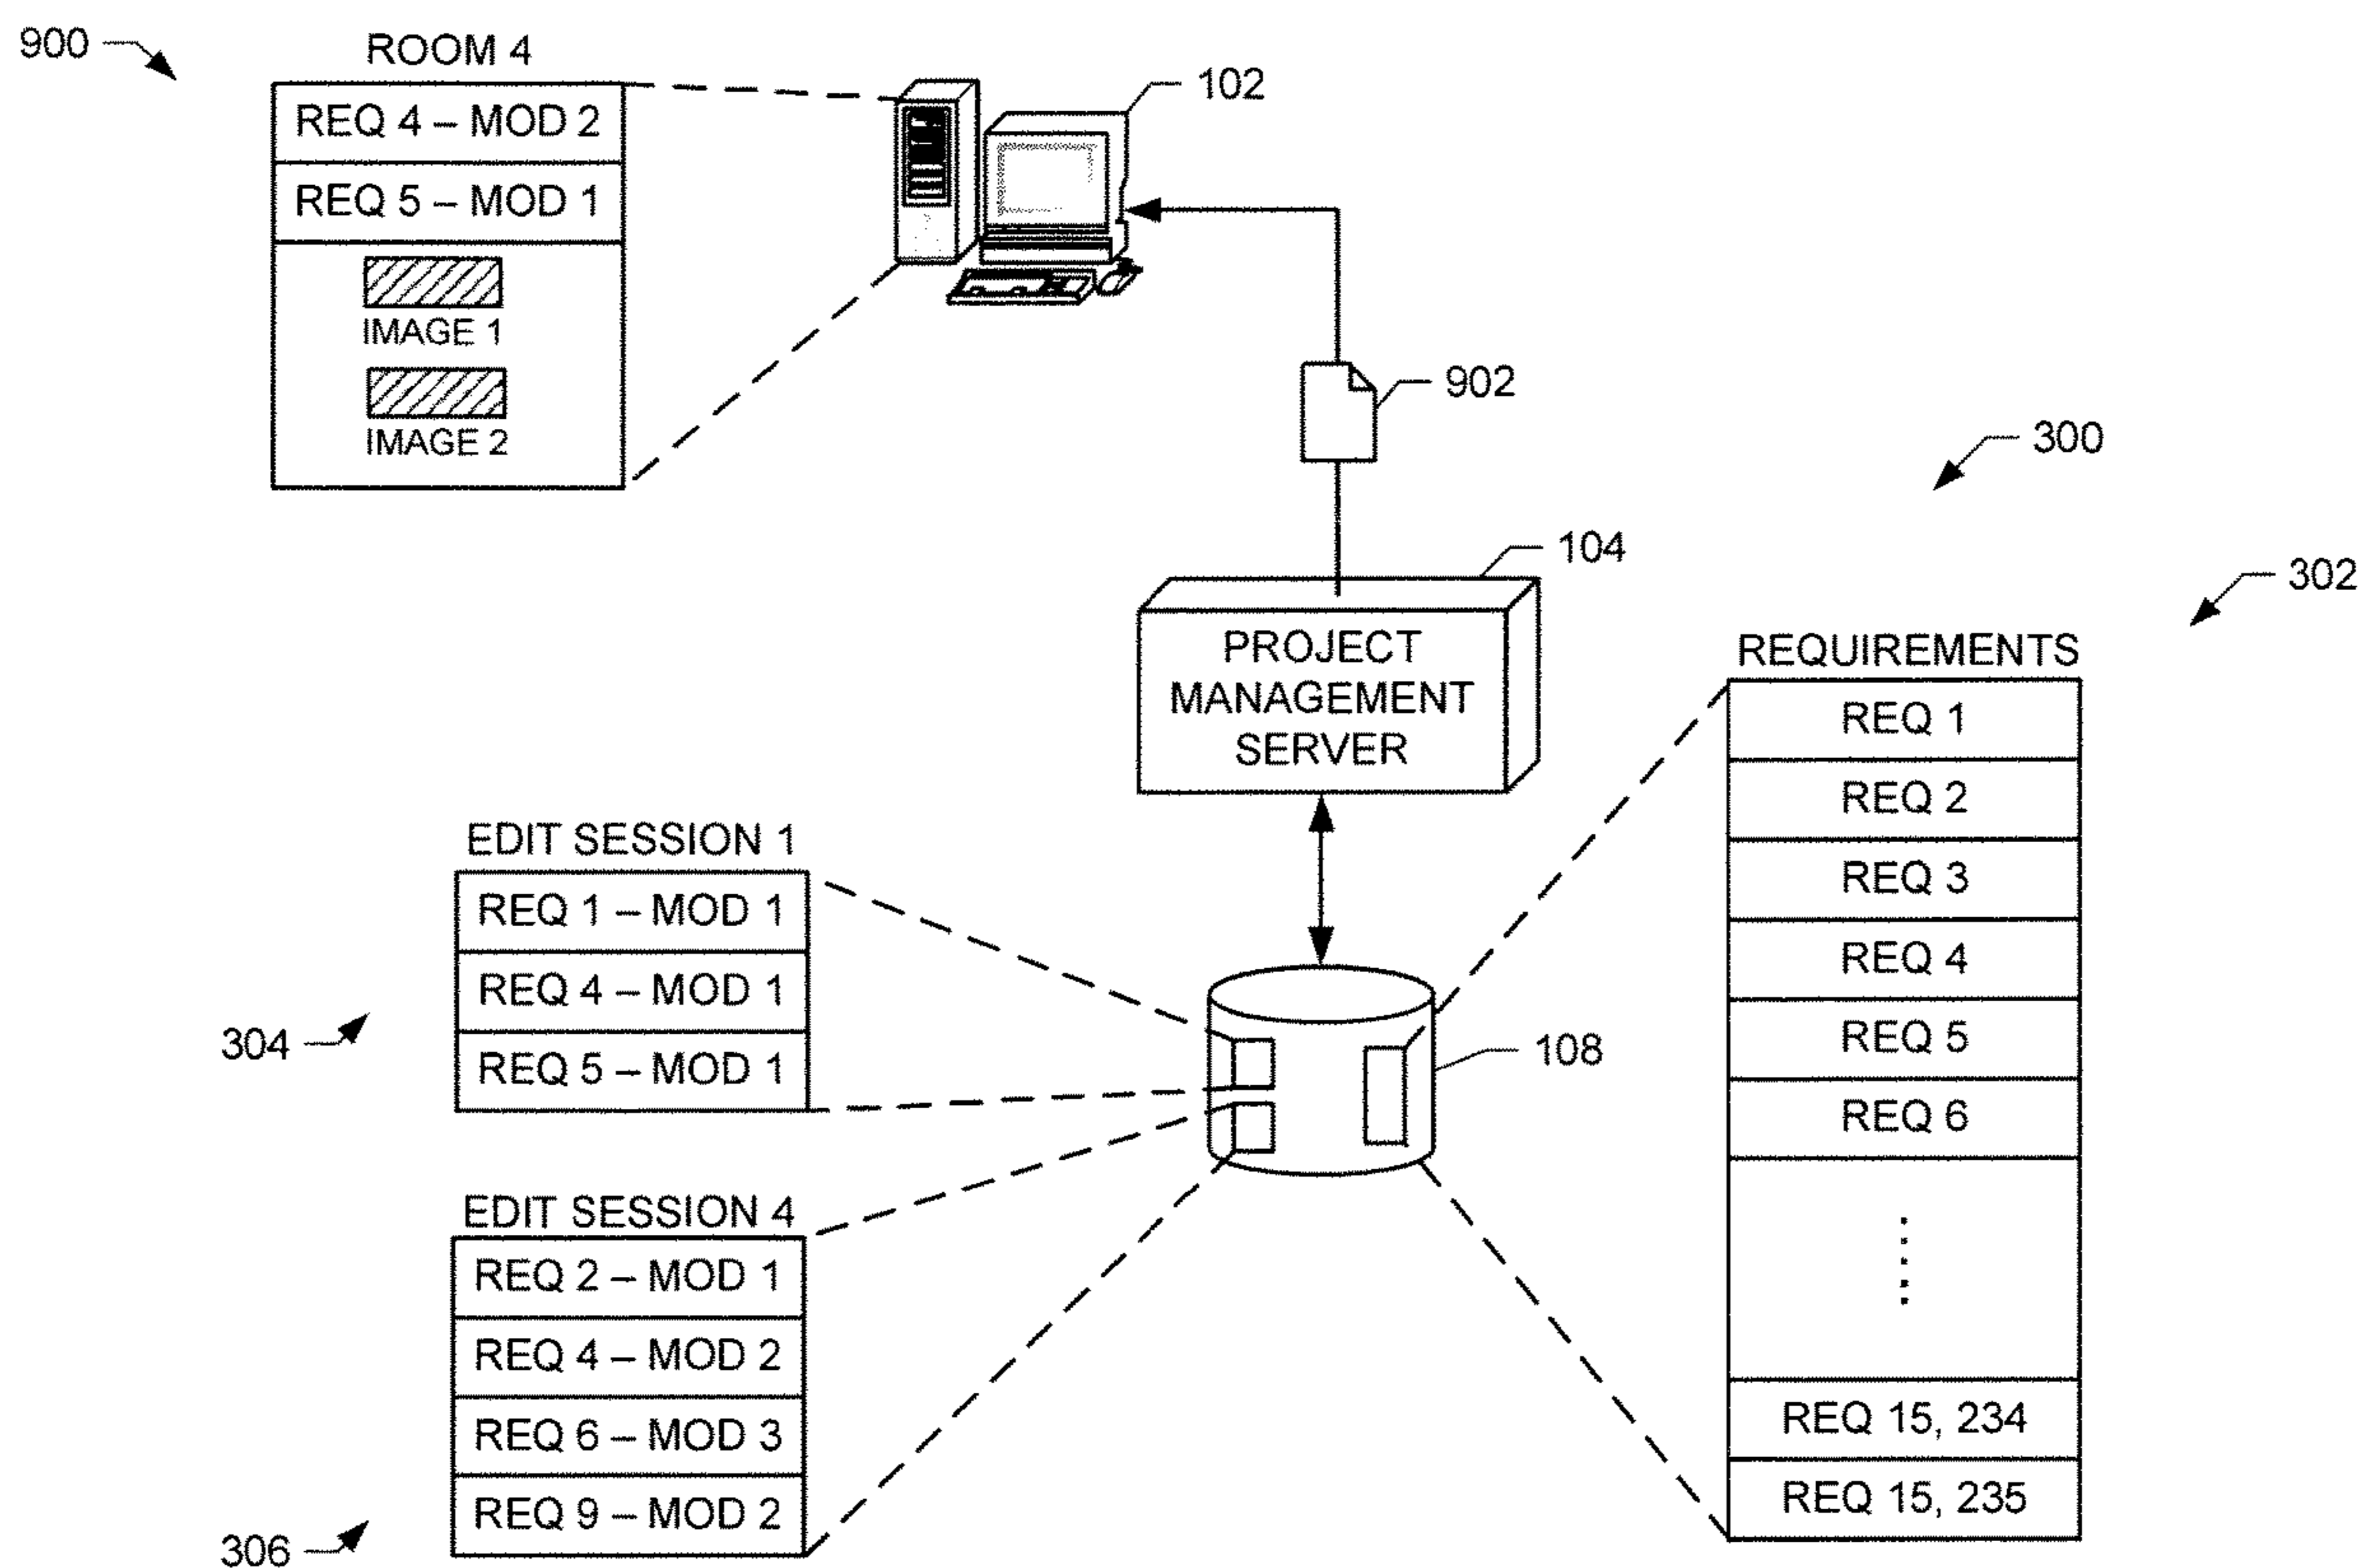 900
ROOM 4
REQ 4 – MOD 2
REQ 5 – MOD 1
IMAGE 1
IMAGE 2
102
902
300
104
302
PROJECT
MANAGEMENT
SERVER
REQUIREMENTS
REQ 1
REQ 2
REQ 3
REQ 4
REQ 5
REQ 6
REQ 15, 234
REQ 15, 235
EDIT SESSION 1
REQ 1 – MOD 1
REQ 4 – MOD 1
REQ 5 – MOD 1
304
108
EDIT SESSION 4
REQ 2 – MOD 1
REQ 4 – MOD 2
REQ 6 – MOD 3
REQ 9 – MOD 2
306